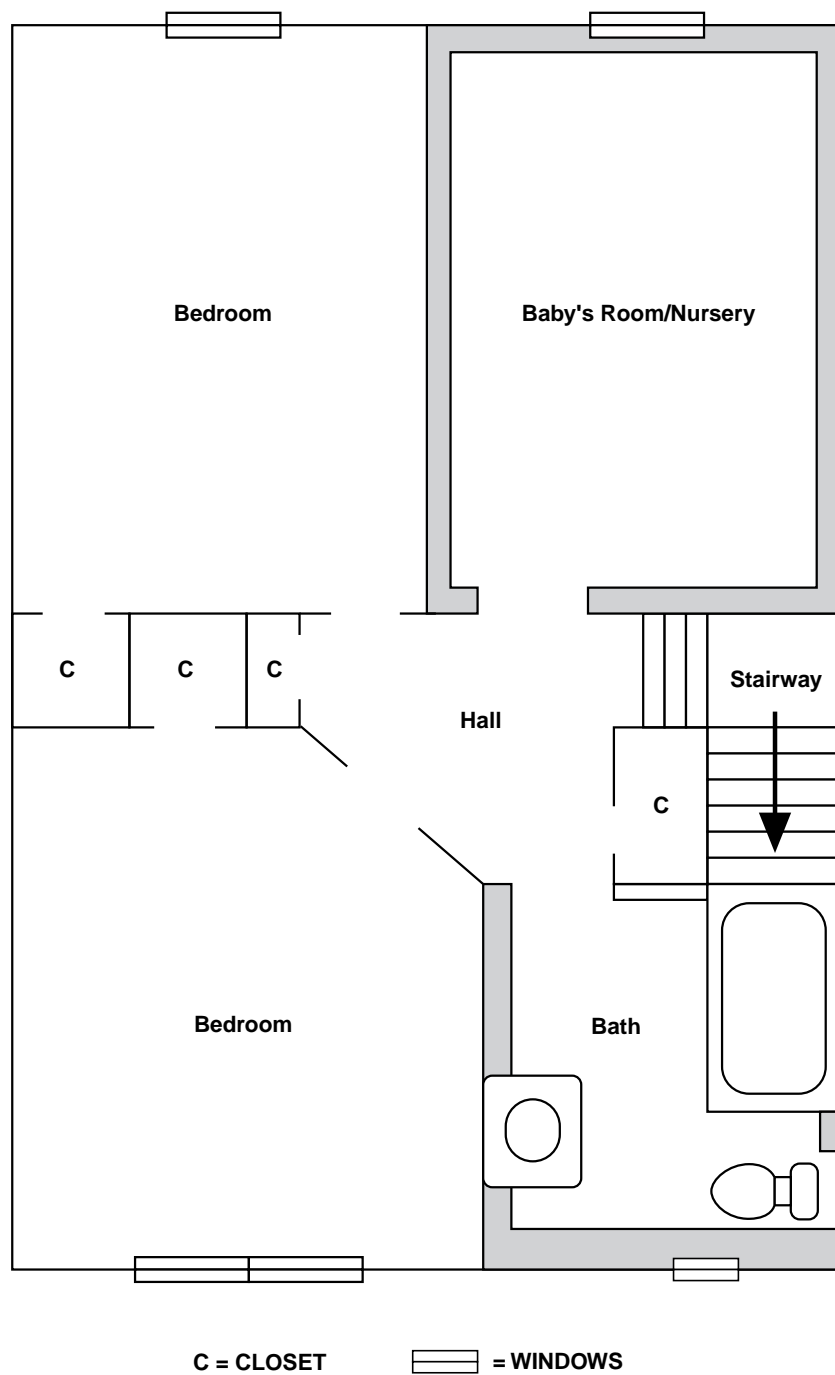 Bedroom
Baby's Room/Nursery
C
C
C
Stairway
Hall
C
Bedroom
Bath
C = CLOSET
= WINDOWS